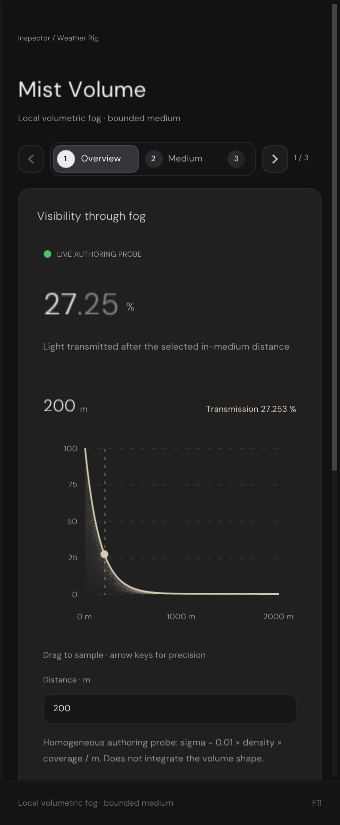 Inspector / Weather Rig
Mist Volume
Local volumetric fog · bounded medium
1 Overview 2 Medium 3 1 / 3
Visibility through fog
LIVE AUTHORING PROBE
27.25 %
Light transmitted after the selected in-medium distance
200 m Transmission 27.253 %
100
75
50
25
0
0 m 1000 m 2000 m
Drag to sample · arrow keys for precision
Distance · m
200
Homogeneous authoring probe: sigma = 0.01 × density ×
coverage / m. Does not integrate the volume shape.
Local volumetric fog · bounded medium F11